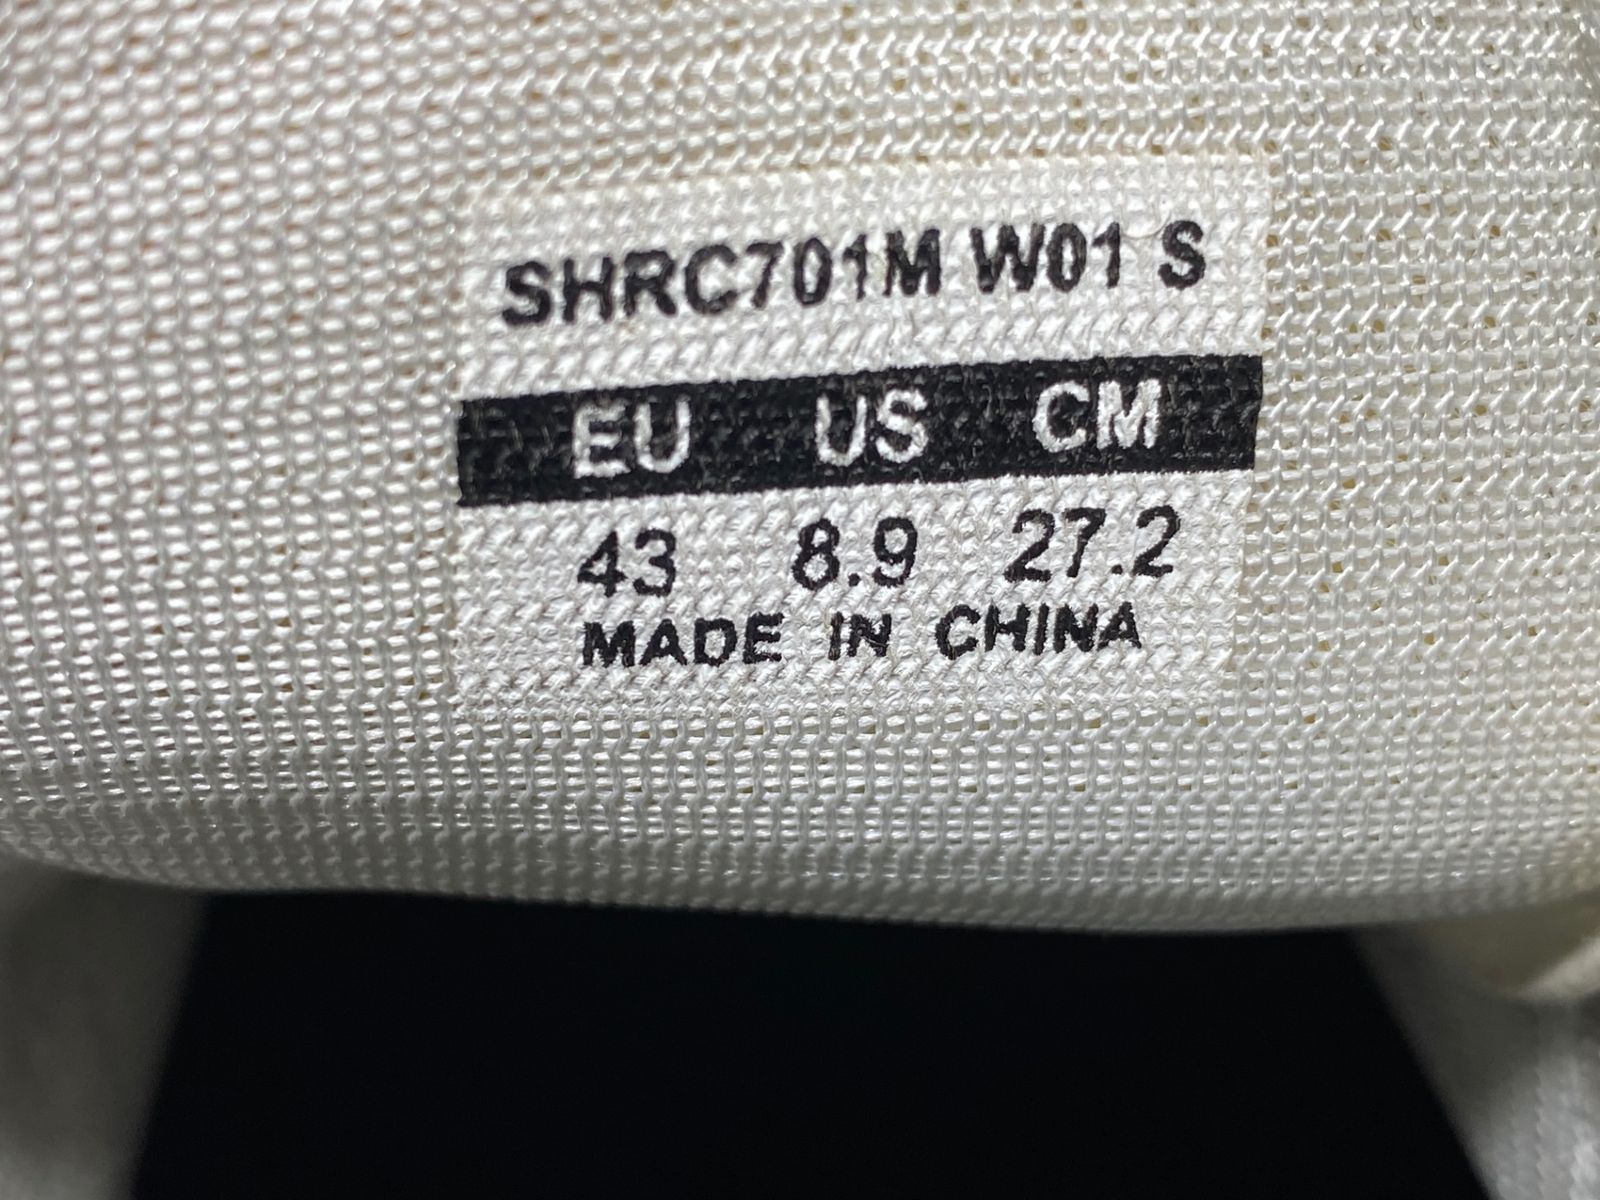 SHRC701M W01 S
EU US CM
43 8.9 27.2
MADE IN CHINA